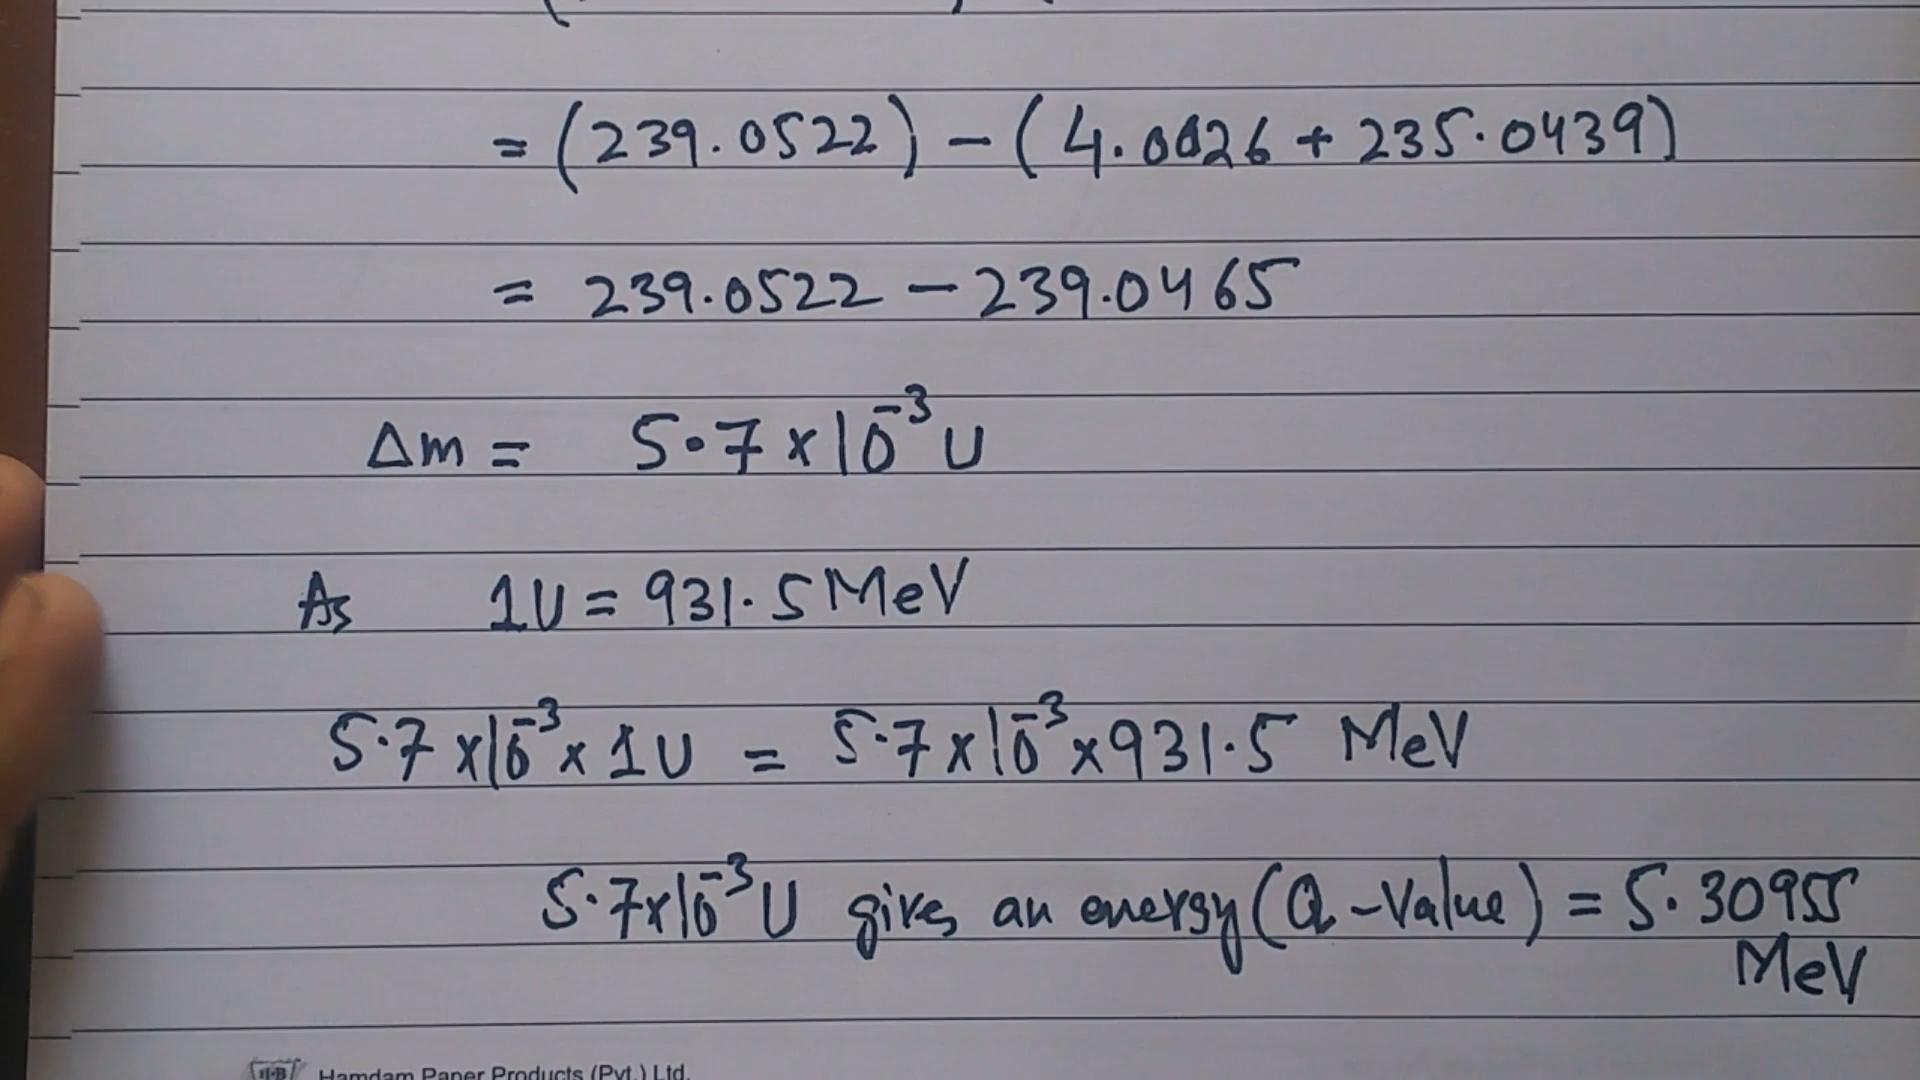 = (239.0522) - (4.0026 + 235.0439)
= 239.0522 - 239.0465
Δm = 5.7 x 10⁻³ U
As 1U = 931.5 MeV
5.7 x 10⁻³ x 1U = 5.7 x 10⁻³ x 931.5 MeV
5.7 x 10⁻³ U gives an energy (Q-Value) = 5.30955
MeV
H·B Hamdam Paper Products (Pvt.) Ltd.